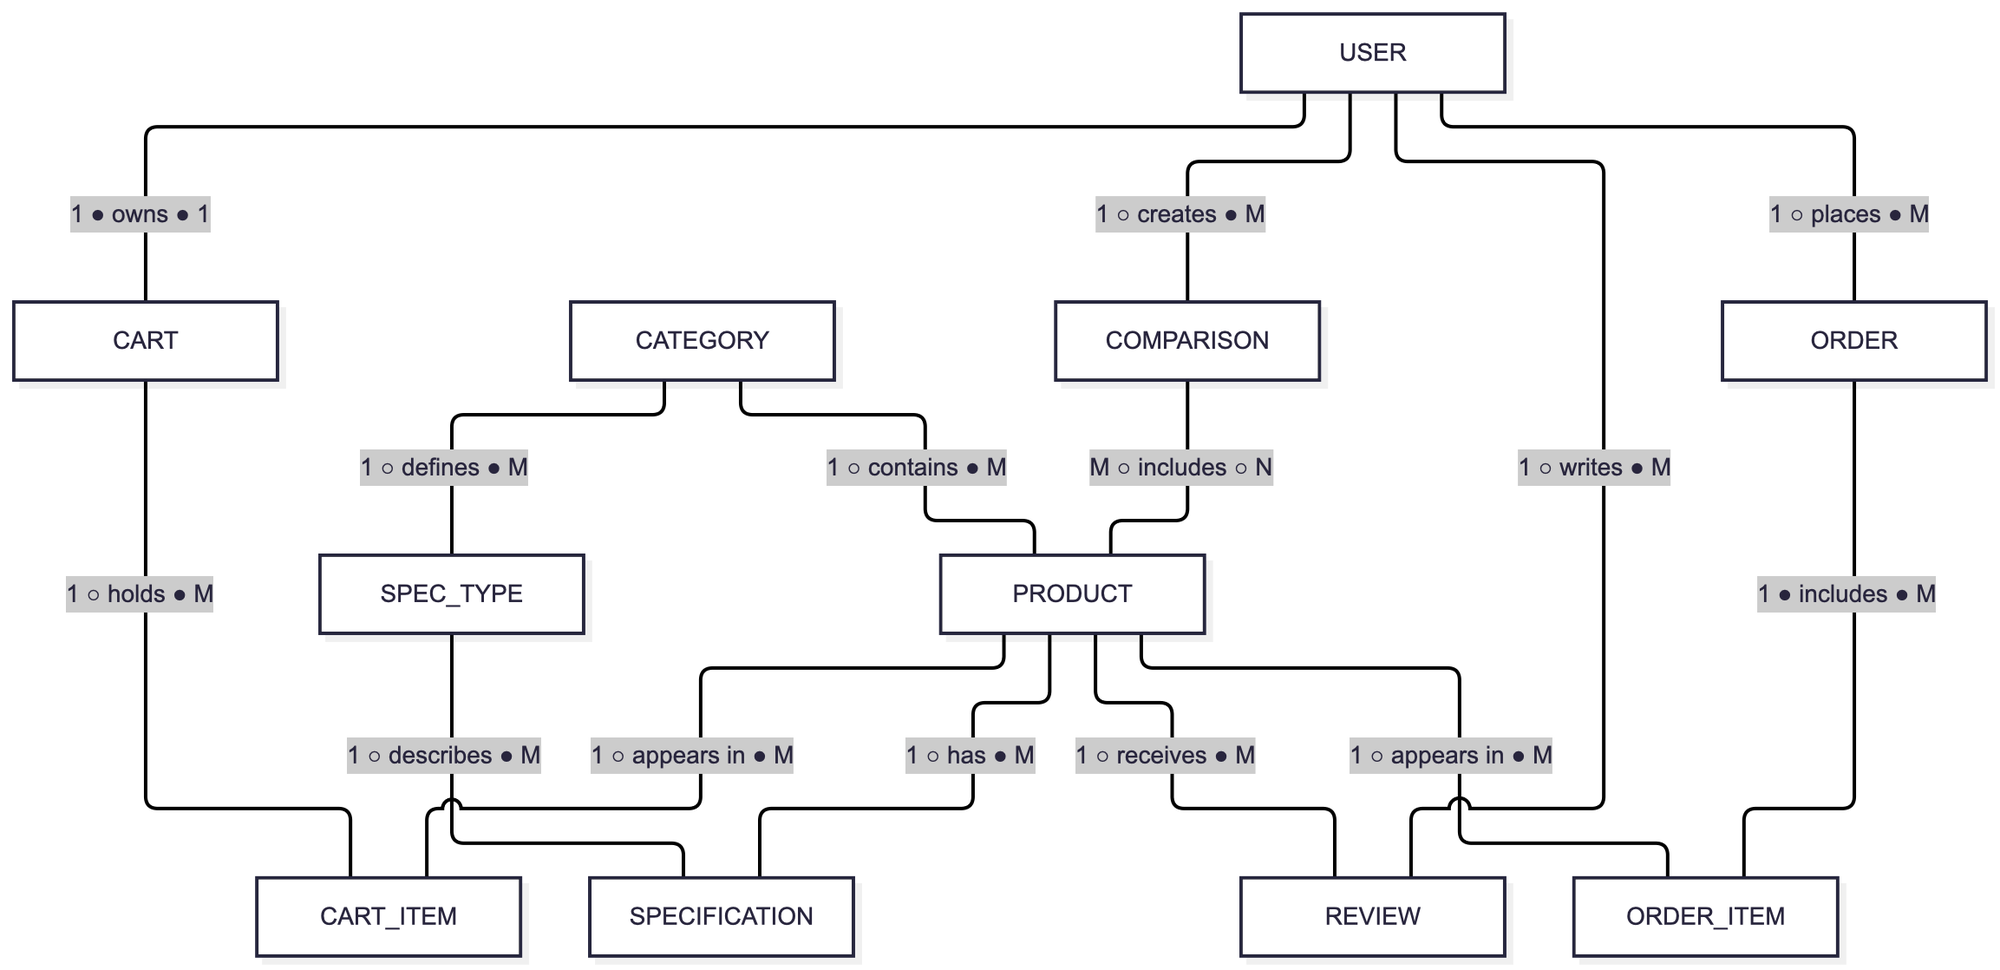 USER
1 ● owns ● 1
1 ○ creates ● M
1 ○ places ● M
CART
CATEGORY
COMPARISON
ORDER
1 ○ defines ● M
1 ○ contains ● M
M ○ includes ○ N
1 ○ writes ● M
1 ○ holds ● M
SPEC_TYPE
PRODUCT
1 ● includes ● M
1 ○ describes ● M
1 ○ appears in ● M
1 ○ has ● M
1 ○ receives ● M
1 ○ appears in ● M
CART_ITEM
SPECIFICATION
REVIEW
ORDER_ITEM